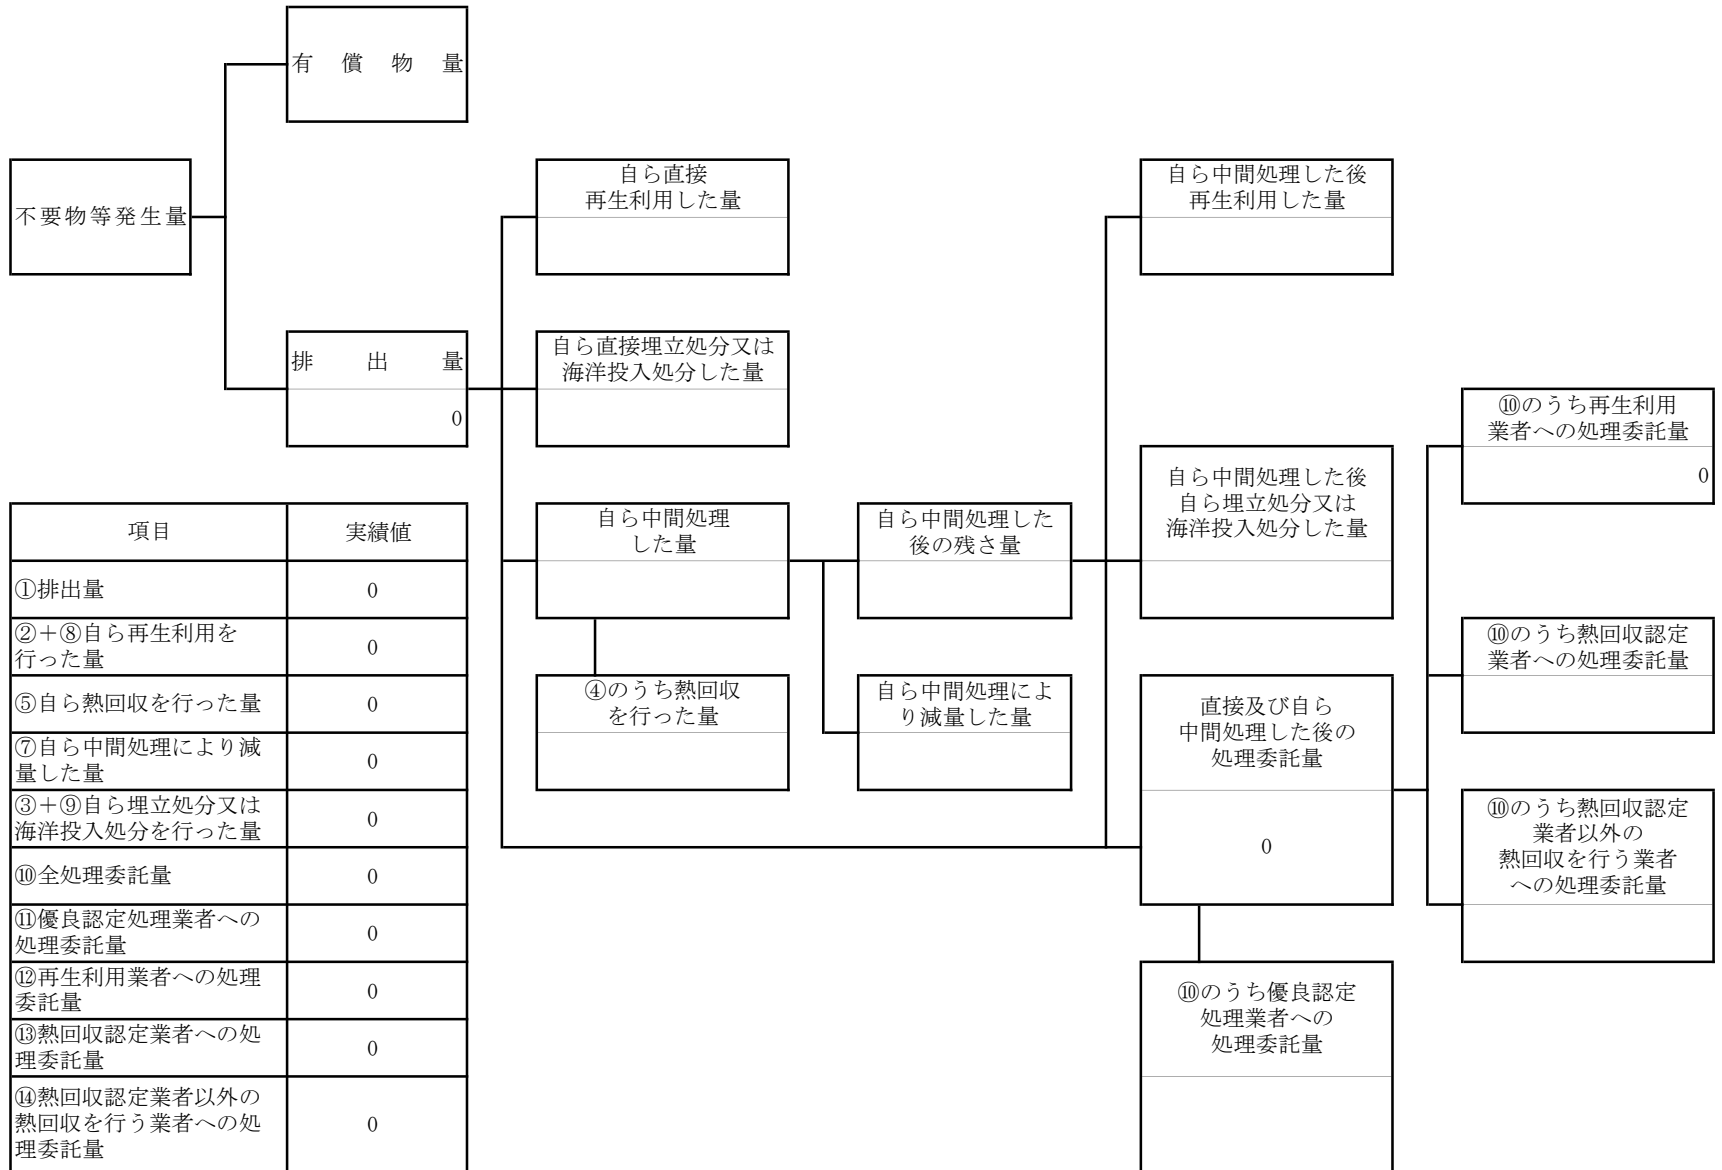 有償物量
不要物等発生量
自ら直接
再生利用した量
自ら中間処理した後
再生利用した量
排出量
0
自ら直接埋立処分又は
海洋投入処分した量
⑩のうち再生利用
業者への処理委託量
0
自ら中間処理した後
自ら埋立処分又は
海洋投入処分した量
自ら中間処理
した量
自ら中間処理した
後の残さ量
⑩のうち熱回収認定
業者への処理委託量
④のうち熱回収
を行った量
自ら中間処理によ
り減量した量
直接及び自ら
中間処理した後の
処理委託量
0
⑩のうち熱回収認定
業者以外の
熱回収を行う業者
への処理委託量
⑩のうち優良認定
処理業者への
処理委託量
項目 実績値
①排出量 0
②＋⑧自ら再生利用を
行った量 0
⑤自ら熱回収を行った量 0
⑦自ら中間処理により減
量した量 0
③＋⑨自ら埋立処分又は
海洋投入処分を行った量 0
⑩全処理委託量 0
⑪優良認定処理業者への
処理委託量 0
⑫再生利用業者への処理
委託量 0
⑬熱回収認定業者への処
理委託量 0
⑭熱回収認定業者以外の
熱回収を行う業者への処
理委託量 0